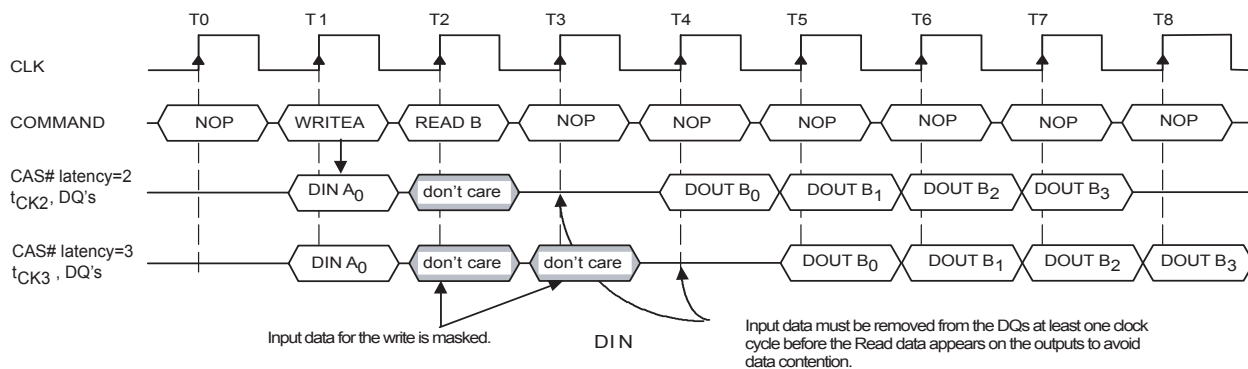 T0 T1 T2 T3 T4 T5 T6 T7 T8
CLK
COMMAND NOP WRITEA READ B NOP NOP NOP NOP NOP NOP
CAS# latency=2
tCK2, DQ's DIN A0 don't care DOUT B0 DOUT B1 DOUT B2 DOUT B3
CAS# latency=3
tCK3 , DQ's DIN A0 don't care don't care DOUT B0 DOUT B1 DOUT B2 DOUT B3
Input data for the write is masked.
DIN
Input data must be removed from the DQs at least one clock
cycle before the Read data appears on the outputs to avoid
data contention.